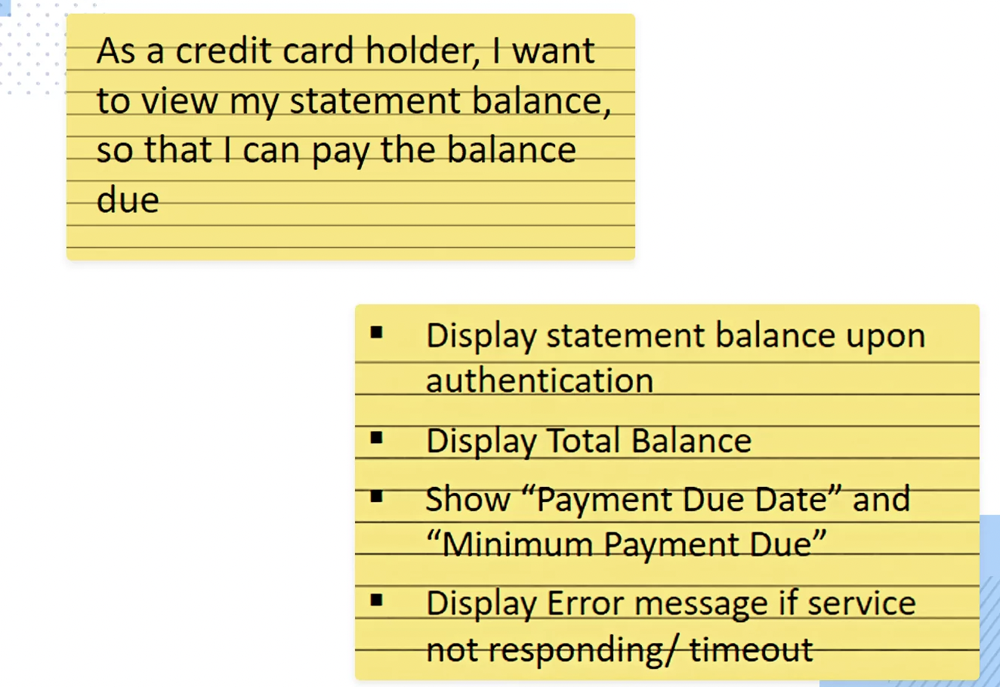 As a credit card holder, I want
to view my statement balance,
so that I can pay the balance
due
▪ Display statement balance upon
authentication
▪ Display Total Balance
▪ Show “Payment Due Date” and
“Minimum Payment Due”
▪ Display Error message if service
not responding/ timeout